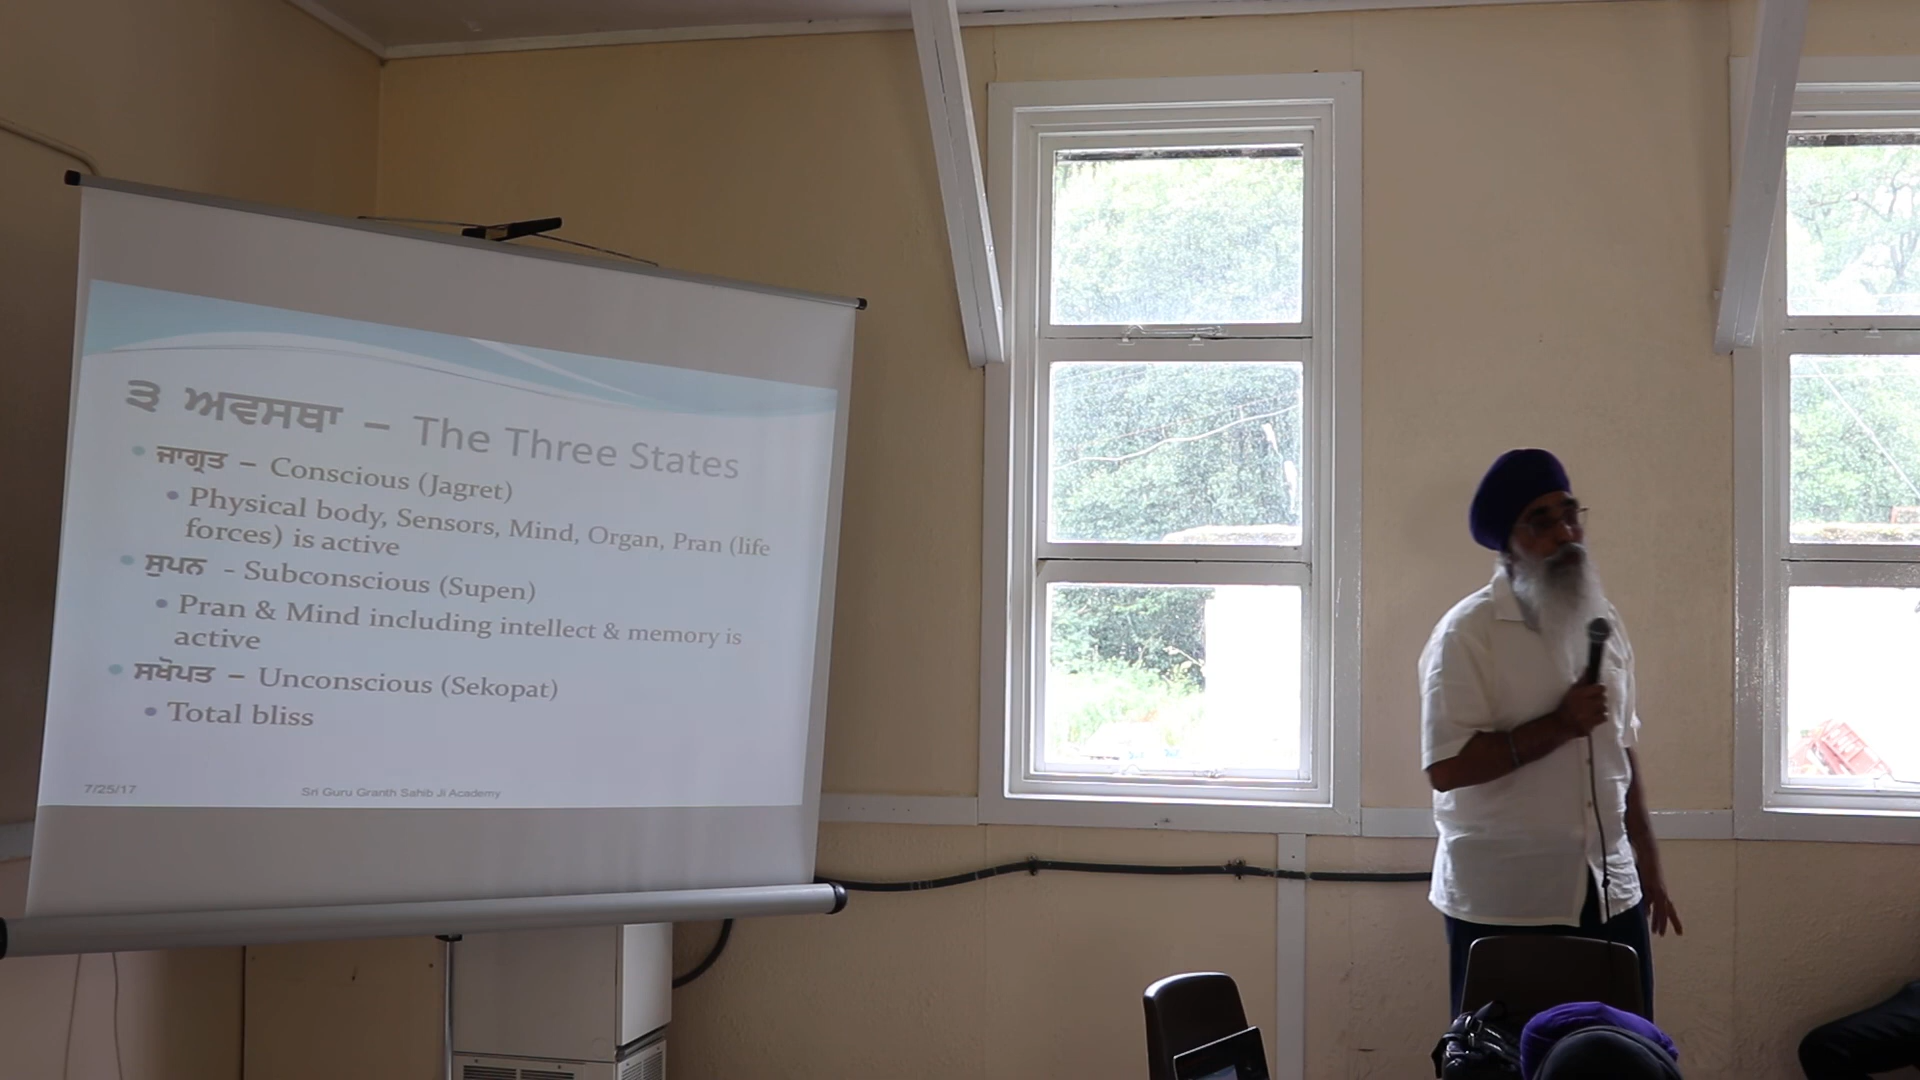 ੩ ਅਵਸਥਾ – The Three States
• ਜਾਗ੍ਰਤ – Conscious (Jagret)
• Physical body, Sensors, Mind, Organ, Pran (life
forces) is active
• ਸੁਪਨ - Subconscious (Supen)
• Pran & Mind including intellect & memory is
active
• ਸਖੋਪਤ – Unconscious (Sekopat)
• Total bliss
7/25/17 Sri Guru Granth Sahib Ji Academy